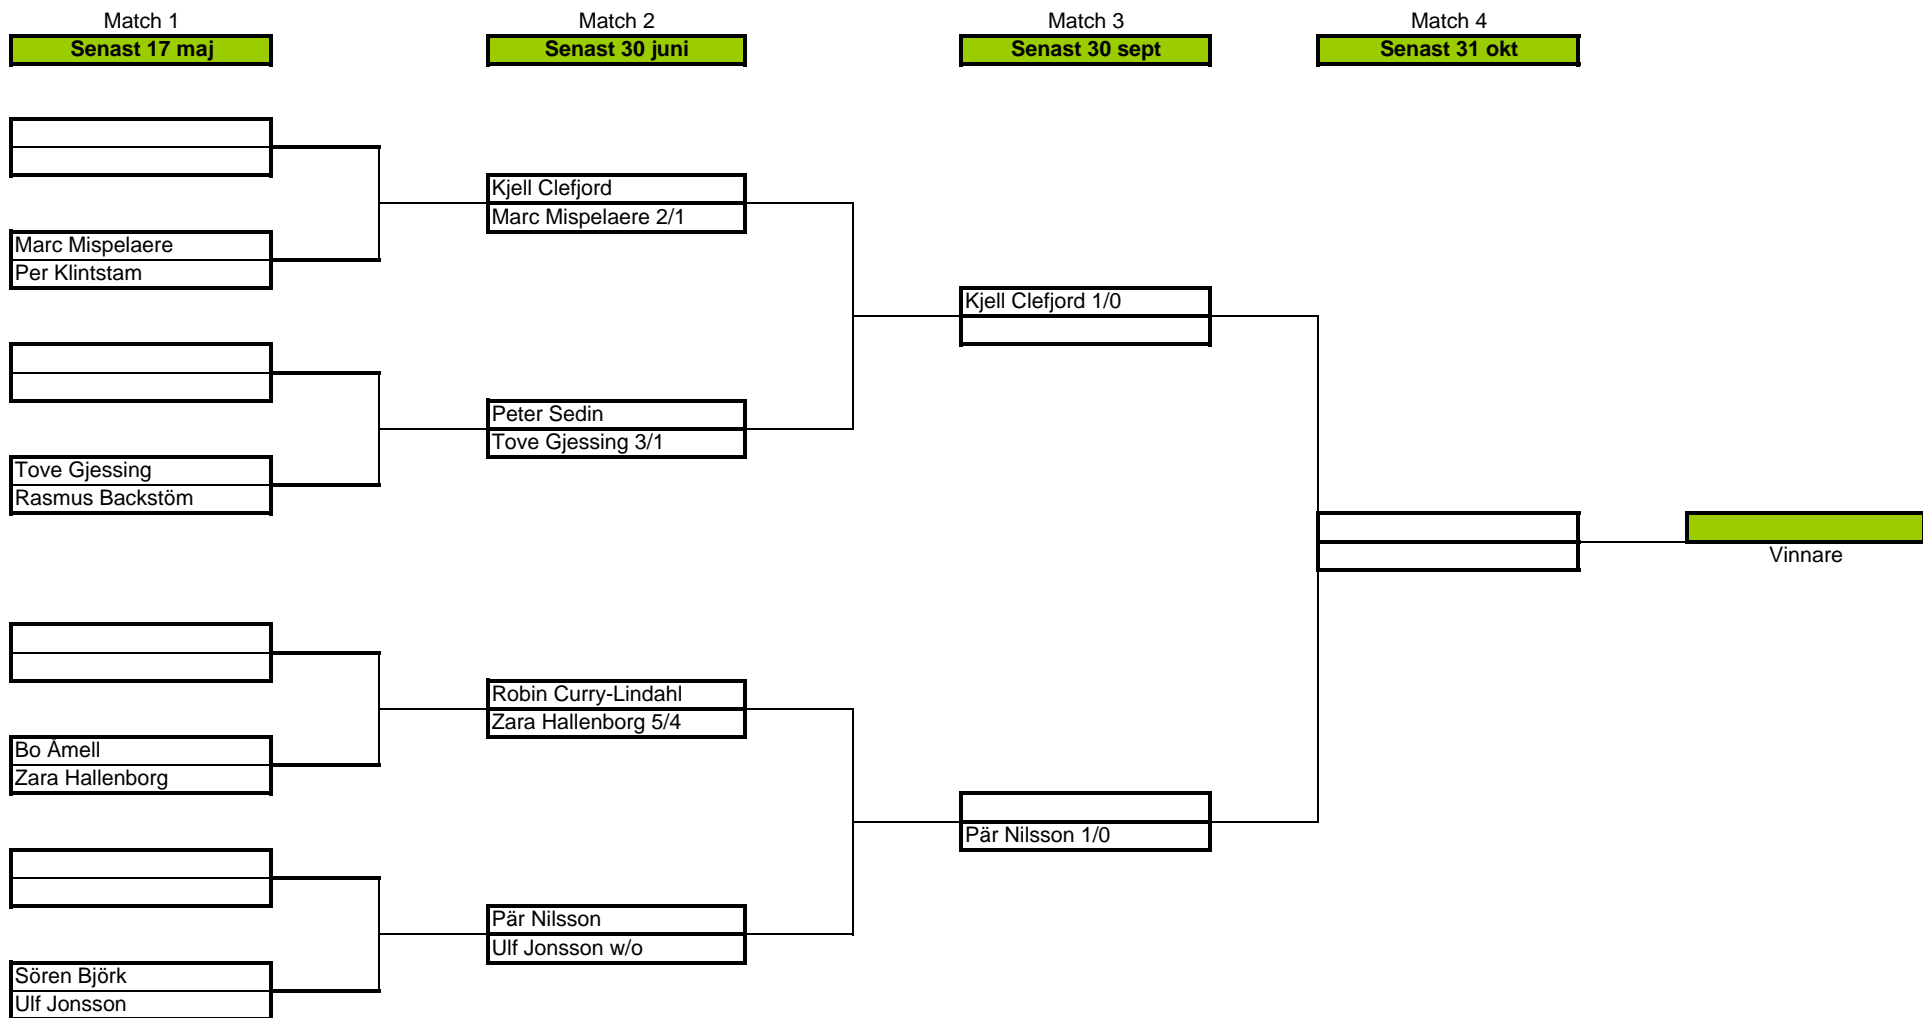 Match 1
Match 2
Match 3
Match 4
Senast 17 maj
Senast 30 juni
Senast 30 sept
Senast 31 okt
Kjell Clefjord
Marc Mispelaere 2/1
Marc Mispelaere
Per Klintstam
Kjell Clefjord 1/0
Peter Sedin
Tove Gjessing 3/1
Tove Gjessing
Rasmus Backstöm
Vinnare
Robin Curry-Lindahl
Zara Hallenborg 5/4
Bo Åmell
Zara Hallenborg
Pär Nilsson 1/0
Pär Nilsson
Ulf Jonsson w/o
Sören Björk
Ulf Jonsson